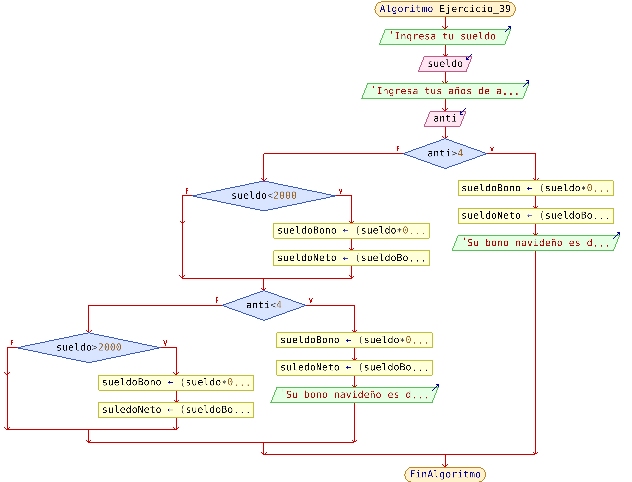 Algoritmo Ejercicio_39
'Ingresa tu sueldo
sueldo
'Ingresa tus años de a...
anti
F anti>4 V
F sueldo<2000 V
sueldoBono ← (sueldo*0...
sueldoNeto ← (sueldoBo...
'Su bono navideño es d...
sueldoBono ← (sueldo*0...
sueldoNeto ← (sueldoBo...
F anti<4 V
F sueldo>2000 V
sueldoBono ← (sueldo*0...
suledoNeto ← (sueldoBo...
Su bono navideño es d...
sueldoBono ← (sueldo*0...
suledoNeto ← (sueldoBo...
FinAlgoritmo